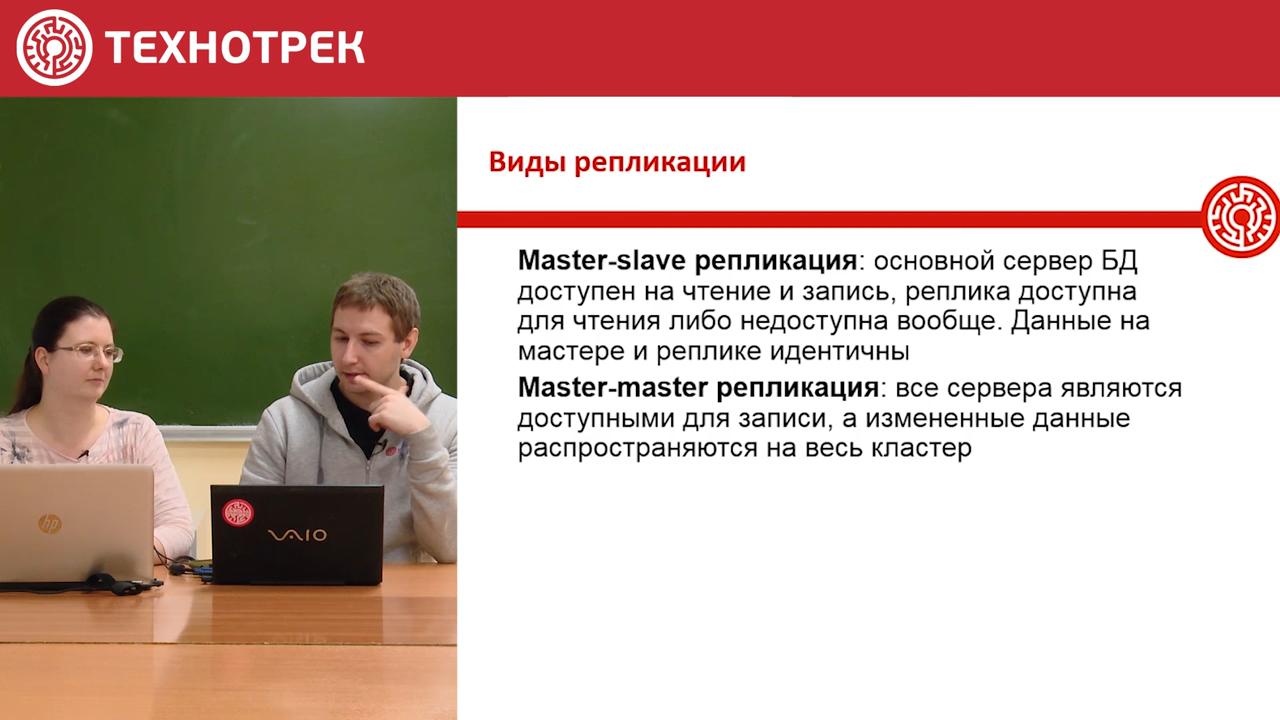 ТЕХНОТРЕК
Виды репликации
Master-slave репликация: основной сервер БД
доступен на чтение и запись, реплика доступна
для чтения либо недоступна вообще. Данные на
мастере и реплике идентичны
Master-master репликация: все сервера являются
доступными для записи, а измененные данные
распространяются на весь кластер
hp
VAIO